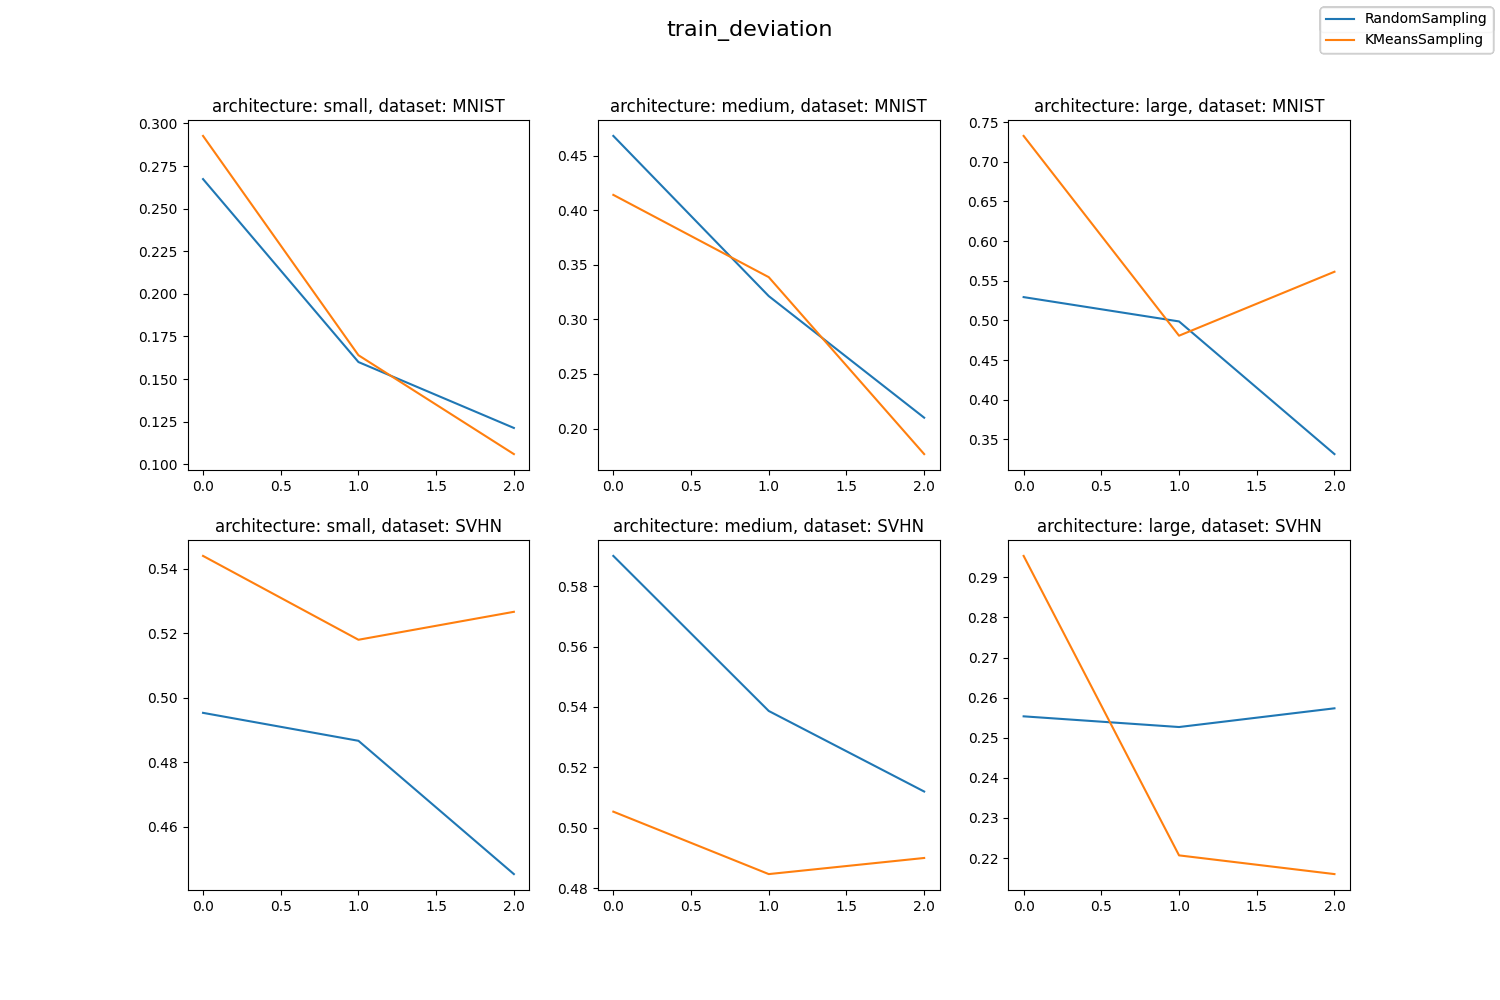 train_deviation
RandomSampling
KMeansSampling
architecture: small, dataset: MNIST
0.300
0.275
0.250
0.225
0.200
0.175
0.150
0.125
0.100
0.0 0.5 1.0 1.5 2.0
architecture: medium, dataset: MNIST
0.45
0.40
0.35
0.30
0.25
0.20
0.0 0.5 1.0 1.5 2.0
architecture: large, dataset: MNIST
0.75
0.70
0.65
0.60
0.55
0.50
0.45
0.40
0.35
0.0 0.5 1.0 1.5 2.0
architecture: small, dataset: SVHN
0.54
0.52
0.50
0.48
0.46
0.0 0.5 1.0 1.5 2.0
architecture: medium, dataset: SVHN
0.58
0.56
0.54
0.52
0.50
0.48
0.0 0.5 1.0 1.5 2.0
architecture: large, dataset: SVHN
0.29
0.28
0.27
0.26
0.25
0.24
0.23
0.22
0.0 0.5 1.0 1.5 2.0